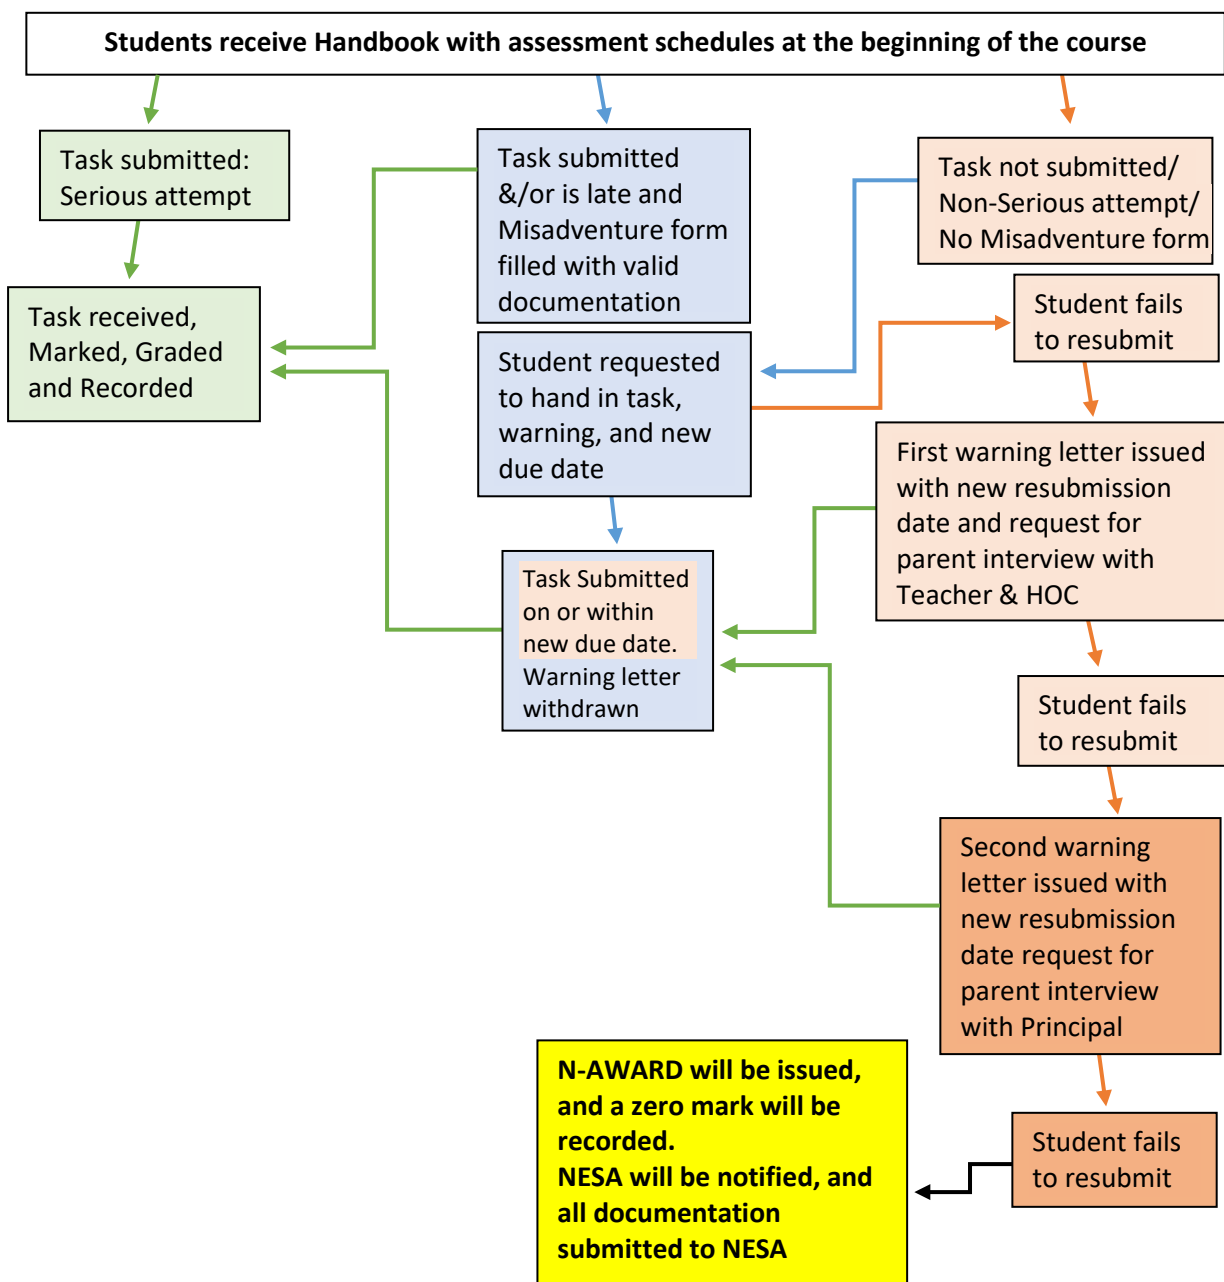 Students receive Handbook with assessment schedules at the beginning of the course
Task submitted:
Serious attempt
Task received,
Marked, Graded
and Recorded
Task submitted
&/or is late and
Misadventure form
filled with valid
documentation
Student requested
to hand in task,
warning, and new
due date
Task Submitted
on or within
new due date.
Warning letter
withdrawn
Task not submitted/
Non-Serious attempt/
No Misadventure form
Student fails
to resubmit
First warning letter issued
with new resubmission
date and request for
parent interview with
Teacher & HOC
Student fails
to resubmit
Second warning
letter issued with
new resubmission
date request for
parent interview
with Principal
Student fails
to resubmit
N-AWARD will be issued,
and a zero mark will be
recorded.
NESA will be notified, and
all documentation
submitted to NESA